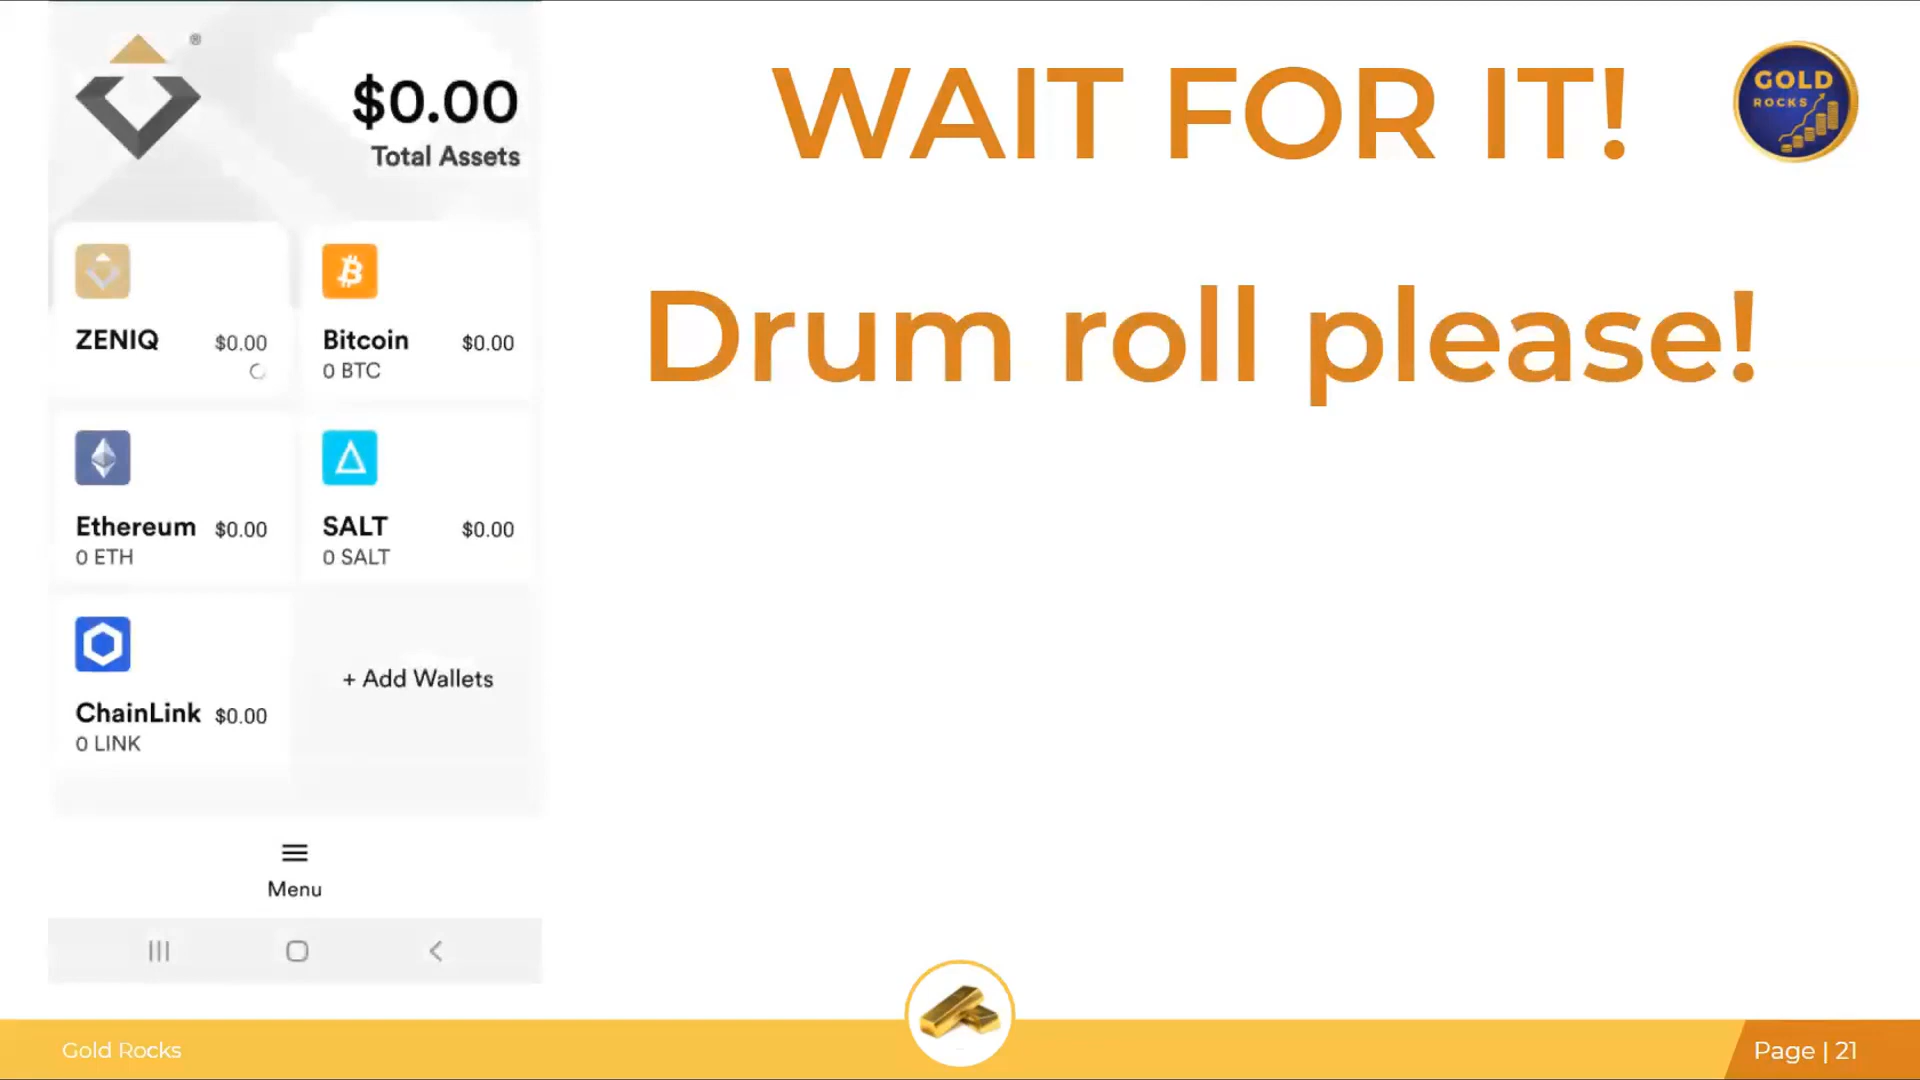 ®
$0.00
Total Assets
ZENIQ $0.00
Bitcoin $0.00
0 BTC
Ethereum $0.00
0 ETH
SALT $0.00
0 SALT
ChainLink $0.00
0 LINK
+ Add Wallets
Menu
WAIT FOR IT!
Drum roll please!
GOLD
ROCKS
Gold Rocks
Page | 21